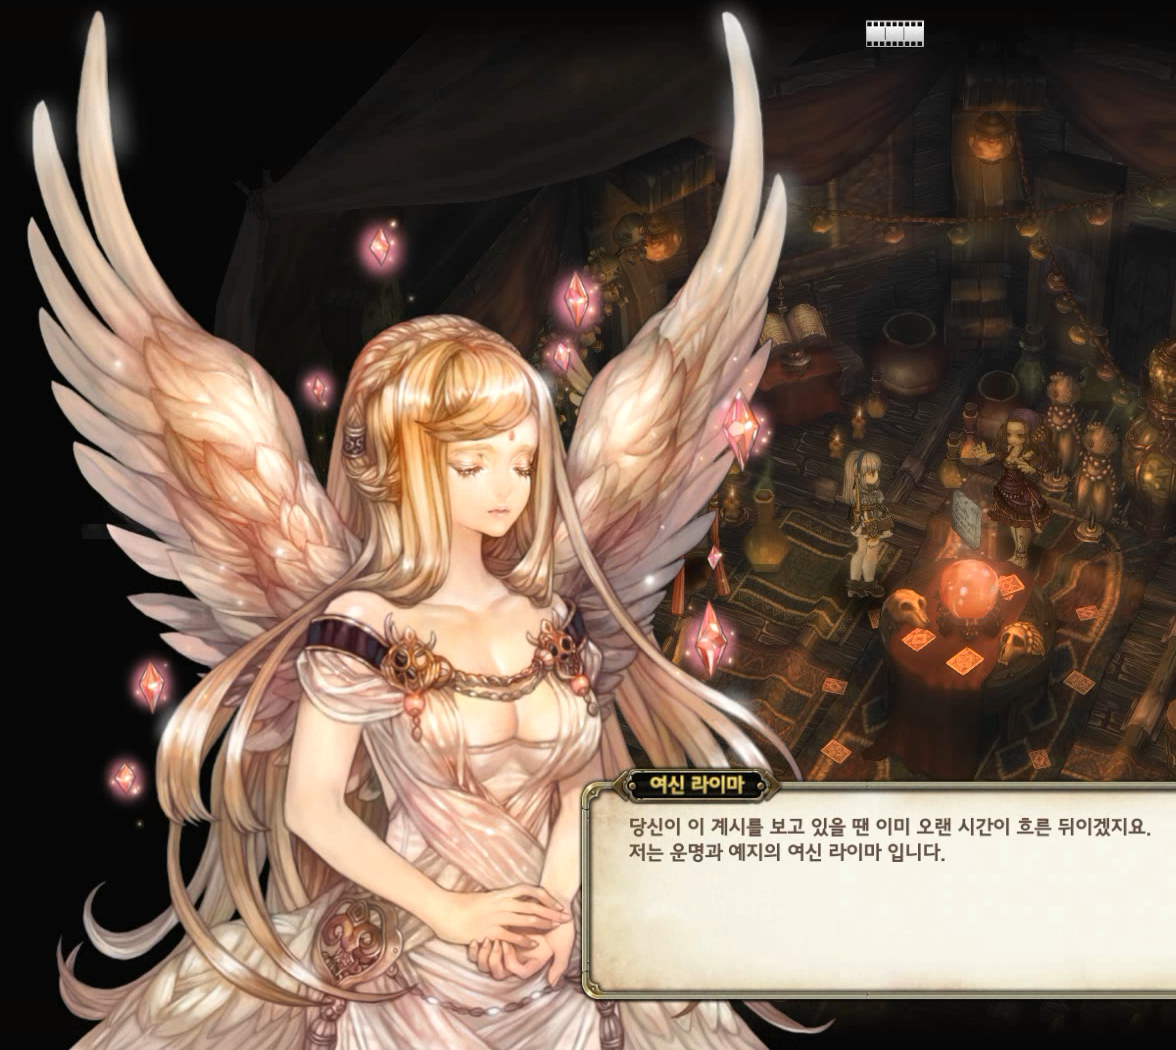 여신 라이마
당신이 이 계시를 보고 있을 땐 이미 오랜 시간이 흐른 뒤이겠지요.
저는 운명과 예지의 여신 라이마 입니다.